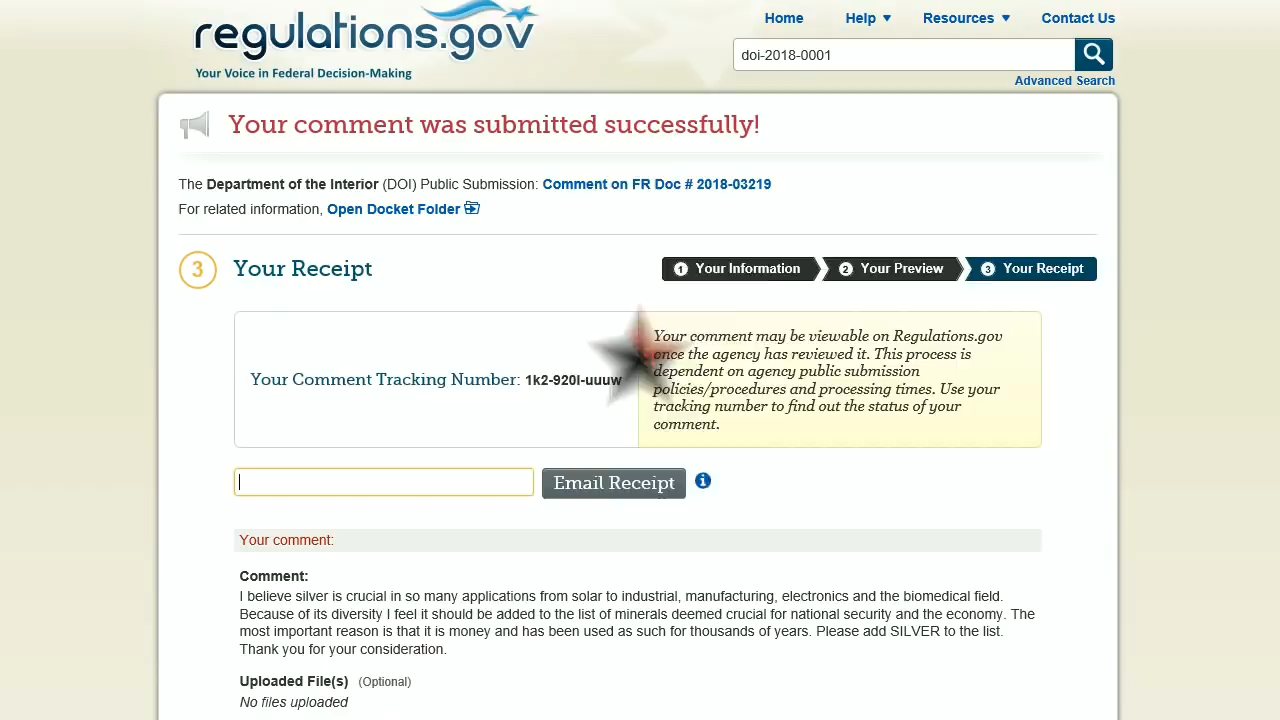 regulations.gov
Your Voice in Federal Decision-Making
Home Help Resources Contact Us
doi-2018-0001
Advanced Search
Your comment was submitted successfully!
The Department of the Interior (DOI) Public Submission: Comment on FR Doc # 2018-03219
For related information, Open Docket Folder
3 Your Receipt
1 Your Information 2 Your Preview 3 Your Receipt
Your Comment Tracking Number: 1k2-920l-uuuw
Your comment may be viewable on Regulations.gov
once the agency has reviewed it. This process is
dependent on agency public submission
policies/procedures and processing times. Use your
tracking number to find out the status of your
comment.
Email Receipt
Your comment:
Comment:
I believe silver is crucial in so many applications from solar to industrial, manufacturing, electronics and the biomedical field.
Because of its diversity I feel it should be added to the list of minerals deemed crucial for national security and the economy. The
most important reason is that it is money and has been used as such for thousands of years. Please add SILVER to the list.
Thank you for your consideration.
Uploaded File(s) (Optional)
No files uploaded